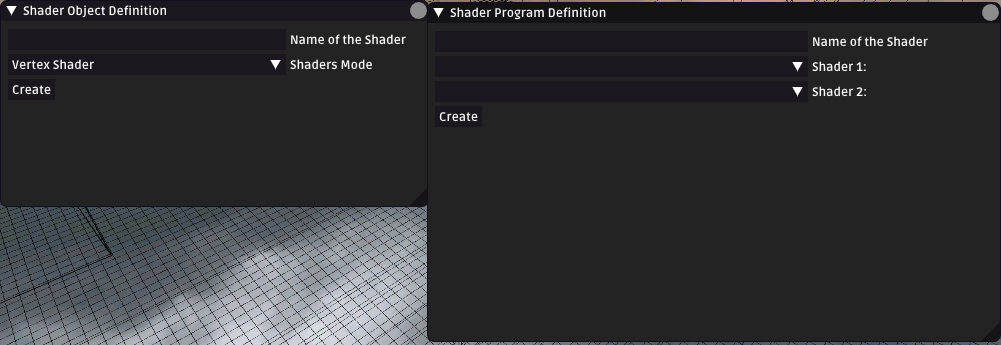 Shader Object Definition
Name of the Shader
Vertex Shader
Shaders Mode
Create
Shader Program Definition
Name of the Shader
Shader 1:
Shader 2:
Create